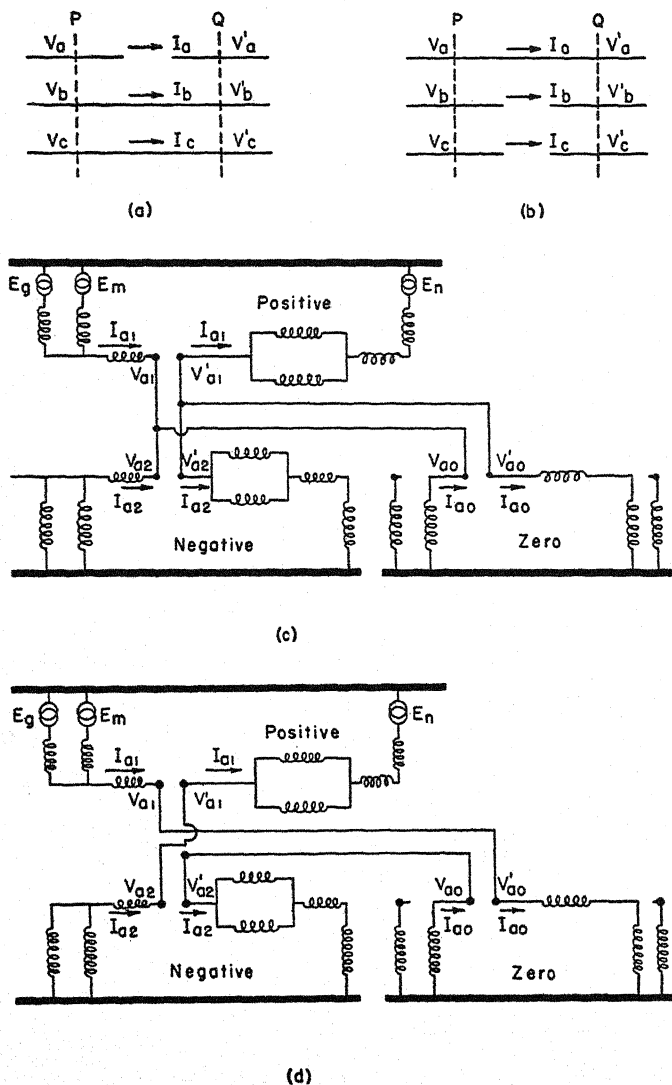 P Q P Q
Va Ia V'a Va Ia V'a
Vb Ib V'b Vb Ib V'b
Vc Ic V'c Vc Ic V'c
(a) (b)
Eg Em En
Positive
Ia1 Ia1
Va1 V'a1
Va2 V'a2 Va0 V'a0
Ia2 Ia2 Ia0 Ia0
Negative Zero
(c)
Eg Em En
Positive
Ia1 Ia1
Va1 V'a1
Va2 V'a2 Va0 V'a0
Ia2 Ia2 Ia0 Ia0
Negative Zero
(d)